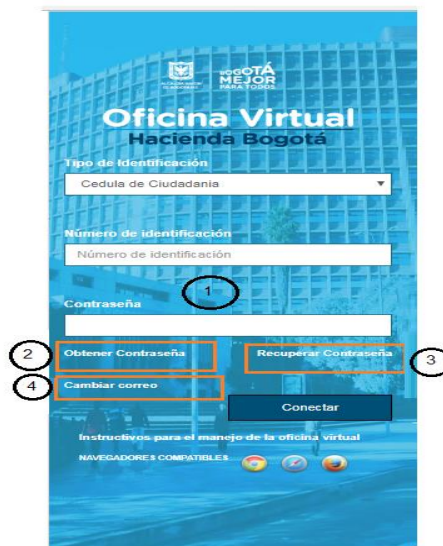 BOGOTÁ
MEJOR
PARA TODOS
Oficina Virtual
Hacienda Bogotá
Tipo de Identificación
Cedula de Ciudadania
Número de identificación
Número de identificación
1
Contraseña
2 Obtener Contraseña Recuperar Contraseña 3
4 Cambiar correo
Conectar
Instructivos para el manejo de la oficina virtual
NAVEGADORES COMPATIBLES